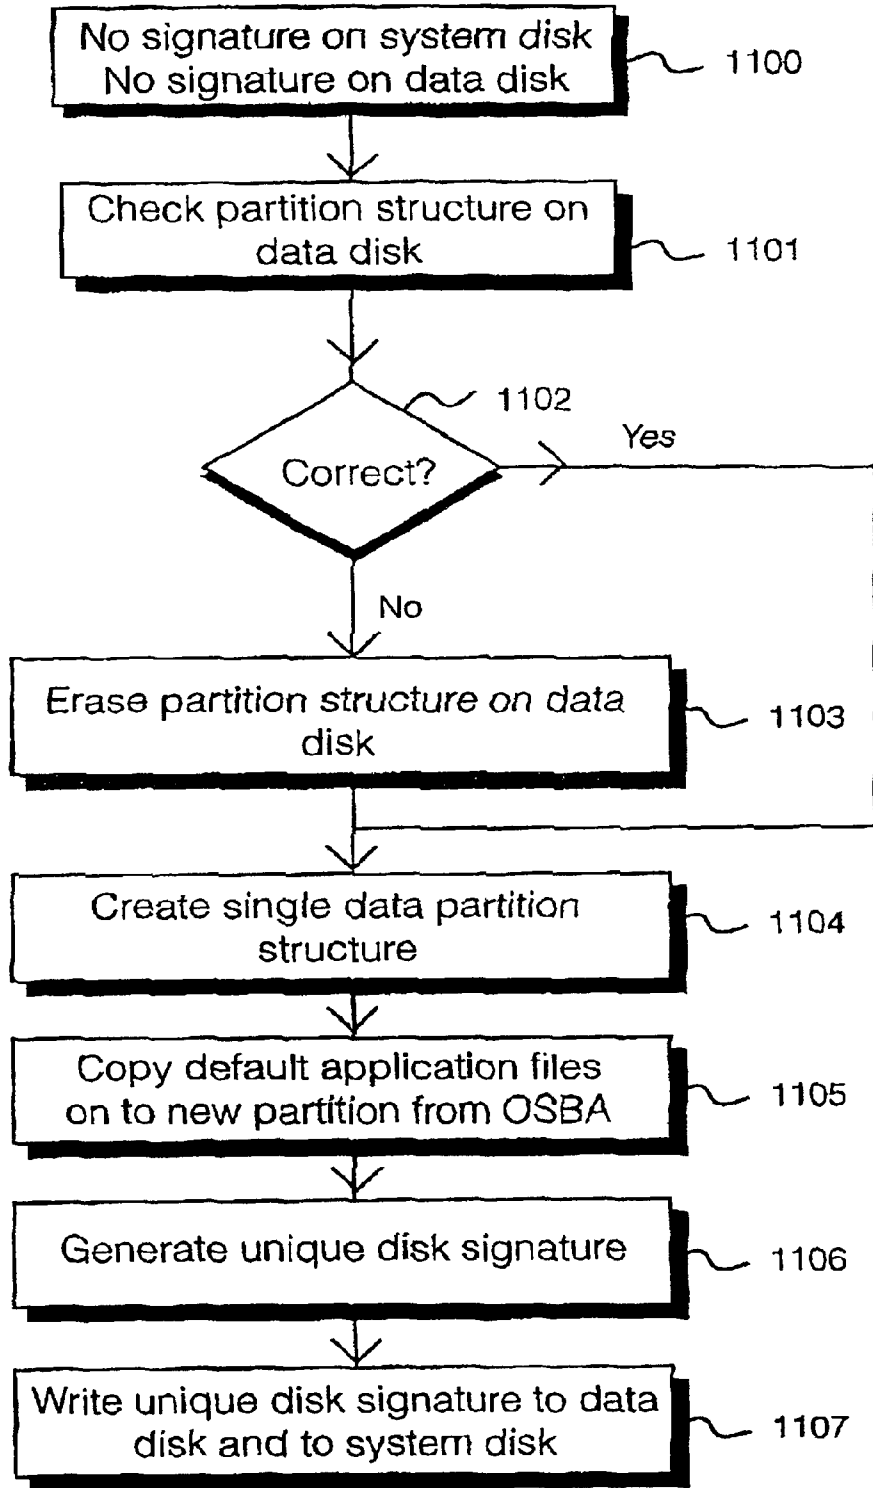 No signature on system disk
No signature on data disk
1100
Check partition structure on
data disk
1101
1102
Correct?
Yes
No
Erase partition structure on data
disk
1103
Create single data partition
structure
1104
Copy default application files
on to new partition from OSBA
1105
Generate unique disk signature
1106
Write unique disk signature to data
disk and to system disk
1107